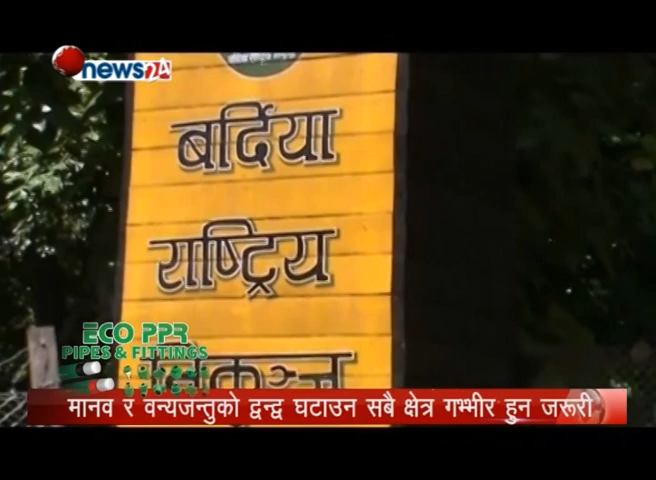 news24
बर्दिया
राष्ट्रिय
ECO PPR
PIPES & FITTINGS
मानव र वन्यजन्तुको द्वन्द्व घटाउन सबै क्षेत्र गम्भीर हुन जरूरी